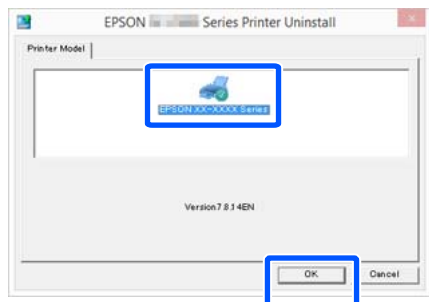 EPSON Series Printer Uninstall
Printer Model
EPSON XX-XXXX Series
Version7.8.14EN
OK
Cancel